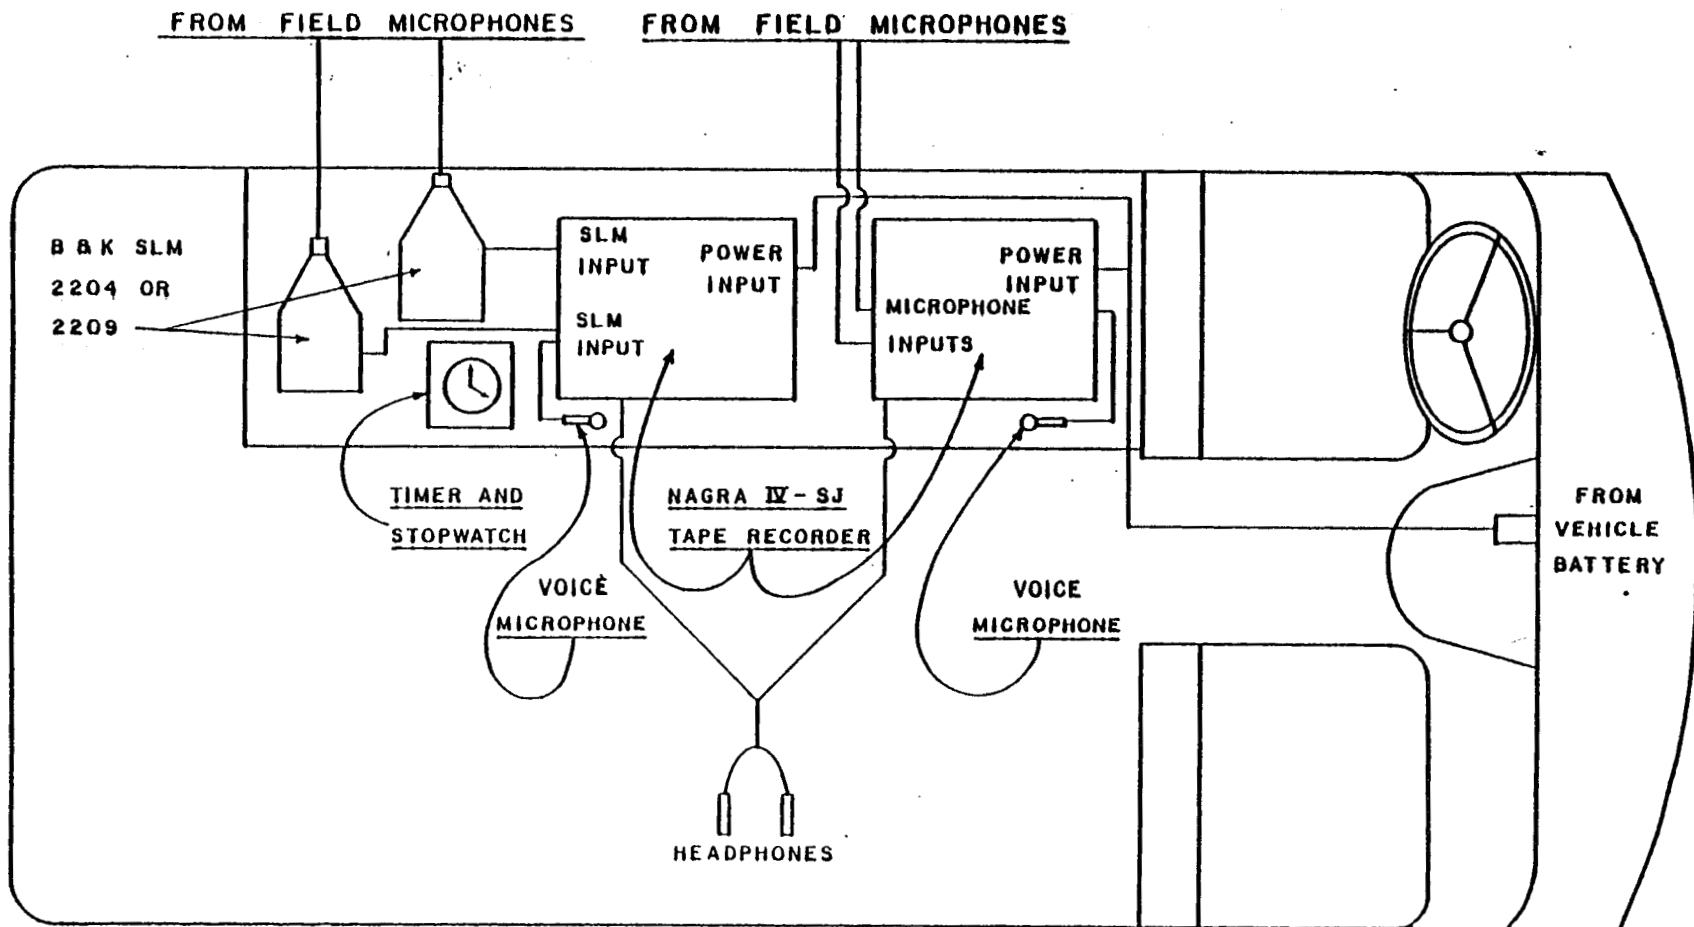 FROM FIELD MICROPHONES
FROM FIELD MICROPHONES
B & K SLM
2204 OR
2209
SLM
INPUT
POWER
INPUT
SLM
INPUT
POWER
INPUT
MICROPHONE
INPUTS
TIMER AND
STOPWATCH
NAGRA IV-SJ
TAPE RECORDER
VOICE
MICROPHONE
VOICE
MICROPHONE
FROM
VEHICLE
BATTERY
HEADPHONES